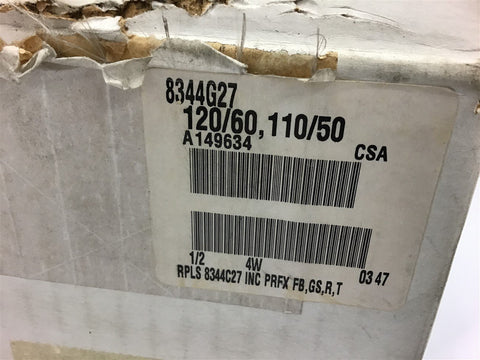 8344G27
120/60, 110/50
A149634 CSA
1/2 4W 03 47
RPLS 8344C27 INC PRFX FB,GS,R,T